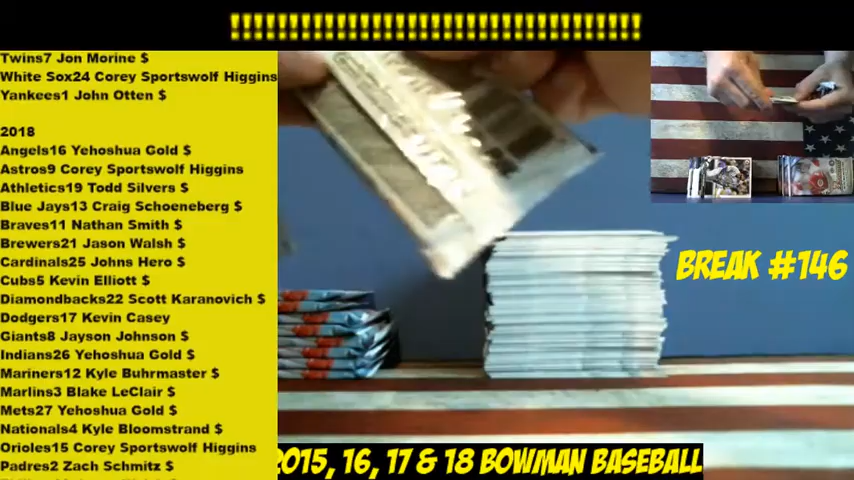 !!!!!!!!!!!!!!!!!!!!!!!!!!!!!!!!!!!!!!!!
Twins7 Jon Morine $
White Sox24 Corey Sportswolf Higgins
Yankees1 John Otten $
2018
Angels16 Yehoshua Gold $
Astros9 Corey Sportswolf Higgins
Athletics19 Todd Silvers $
Blue Jays13 Craig Schoeneberg $
Braves11 Nathan Smith $
Brewers21 Jason Walsh $
Cardinals25 Johns Hero $
Cubs5 Kevin Elliott $
Diamondbacks22 Scott Karanovich $
Dodgers17 Kevin Casey
Giants8 Jayson Johnson $
Indians26 Yehoshua Gold $
Mariners12 Kyle Buhrmaster $
Marlins3 Blake LeClair $
Mets27 Yehoshua Gold $
Nationals4 Kyle Bloomstrand $
Orioles15 Corey Sportswolf Higgins
Padres2 Zach Schmitz $
BREAK #146
2015, 16, 17 & 18 BOWMAN BASEBALL